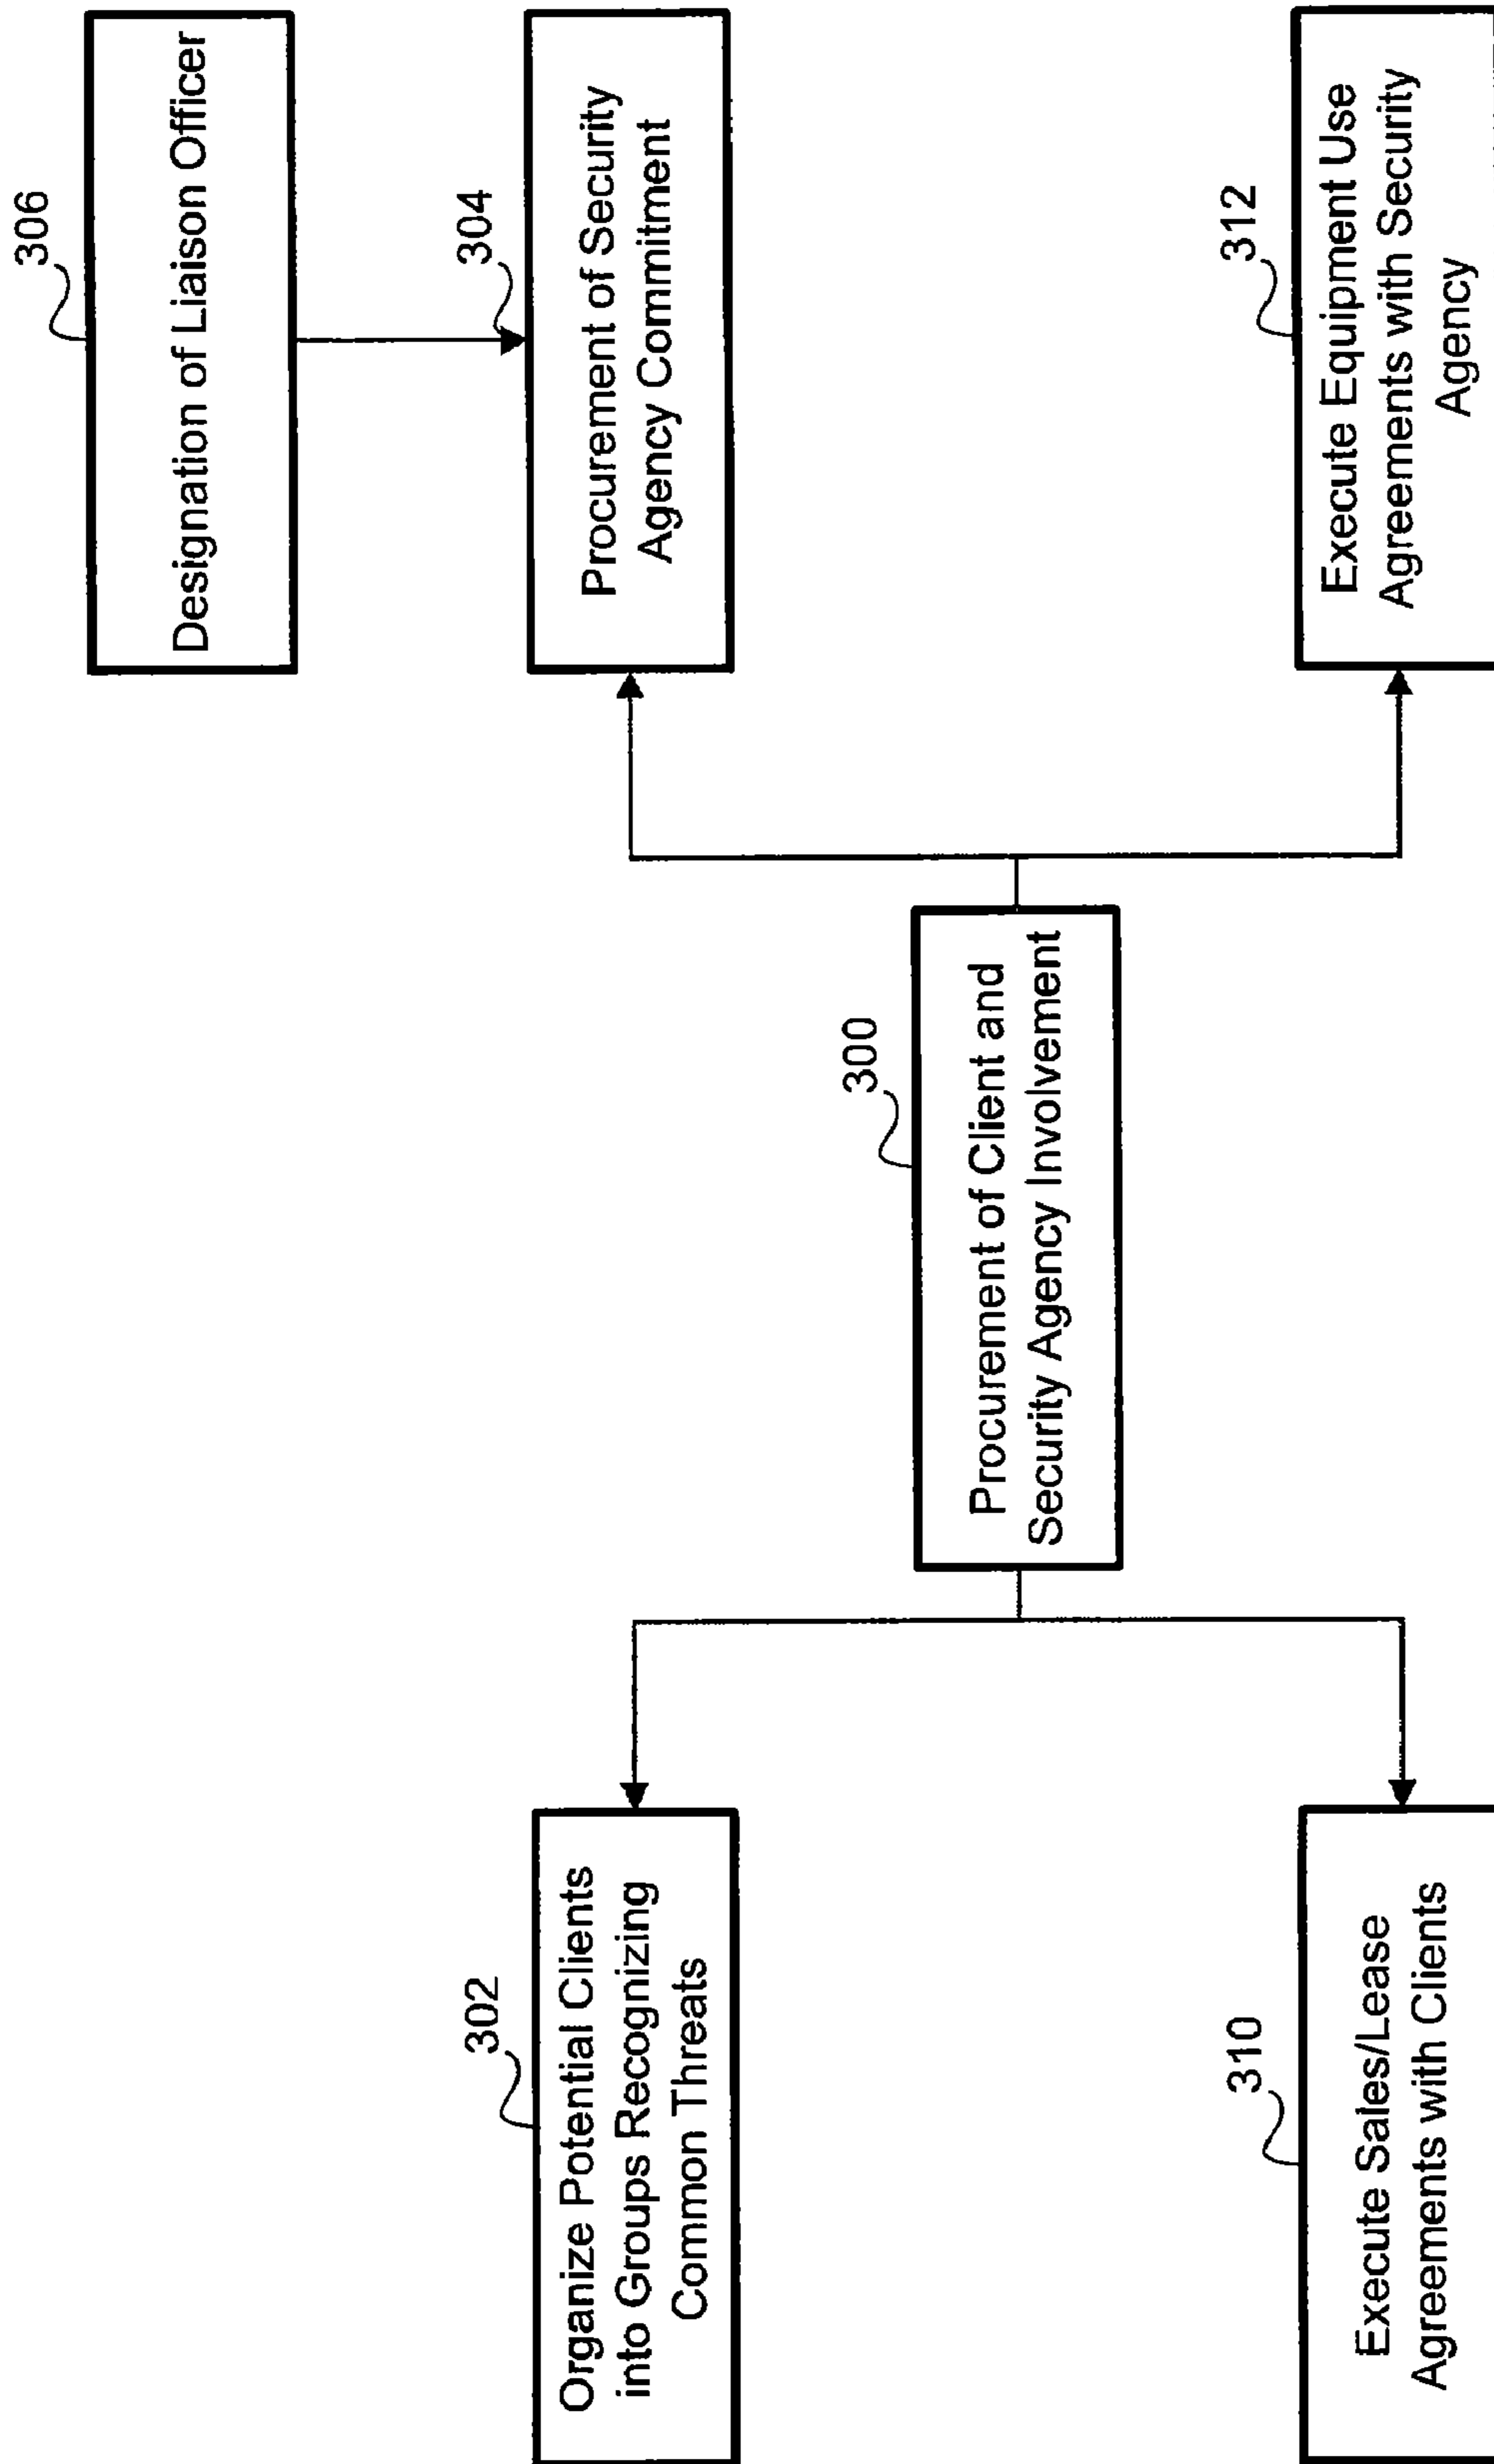 306
Designation of Liaison Officer
302
Organize Potential Clients
into Groups Recognizing
Common Threats
304
Procurement of Security
Agency Commitment
300
Procurement of Client and
Security Agency Involvement
310
Execute Sales/Lease
Agreements with Clients
312
Execute Equipment Use
Agreements with Security
Agency